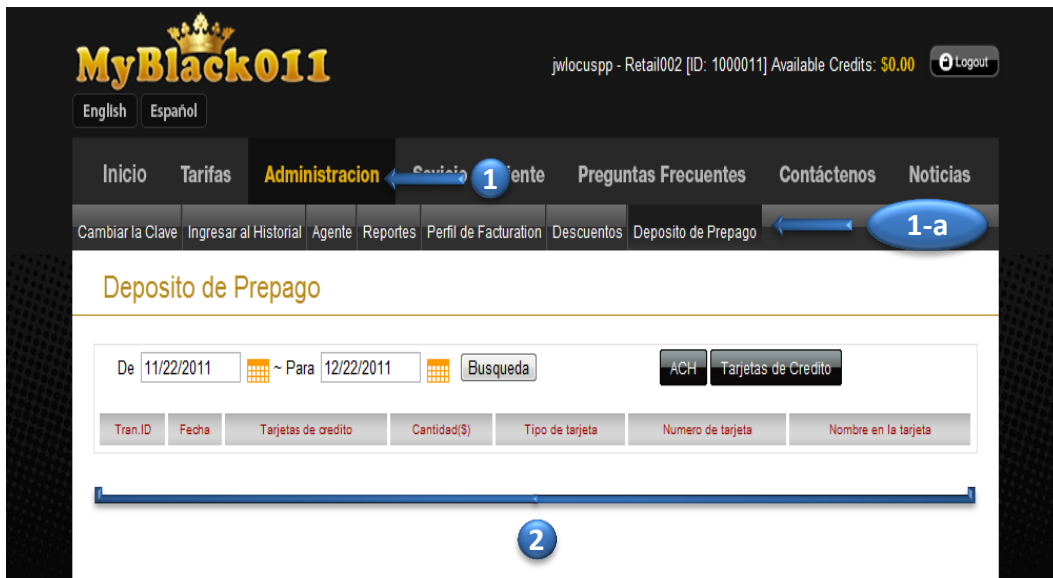 MyBlack011
jwlocuspp - Retail002 [ID: 1000011] Available Credits: $0.00 Logout
English Español
Inicio Tarifas Administracion 1 Preguntas Frecuentes Contáctenos Noticias
Cambiar la Clave Ingresar al Historial Agente Reportes Perfil de Facturation Descuentos Deposito de Prepago 1-a
Deposito de Prepago
De 11/22/2011 ~ Para 12/22/2011 Busqueda ACH Tarjetas de Credito
Tran.ID Fecha Tarjetas de credito Cantidad($) Tipo de tarjeta Numero de tarjeta Nombre en la tarjeta
2